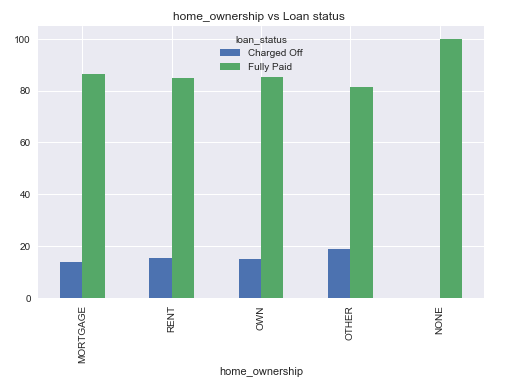 home_ownership vs Loan status
loan_status
Charged Off
Fully Paid
100
80
60
40
20
0
MORTGAGE
RENT
OWN
OTHER
NONE
home_ownership